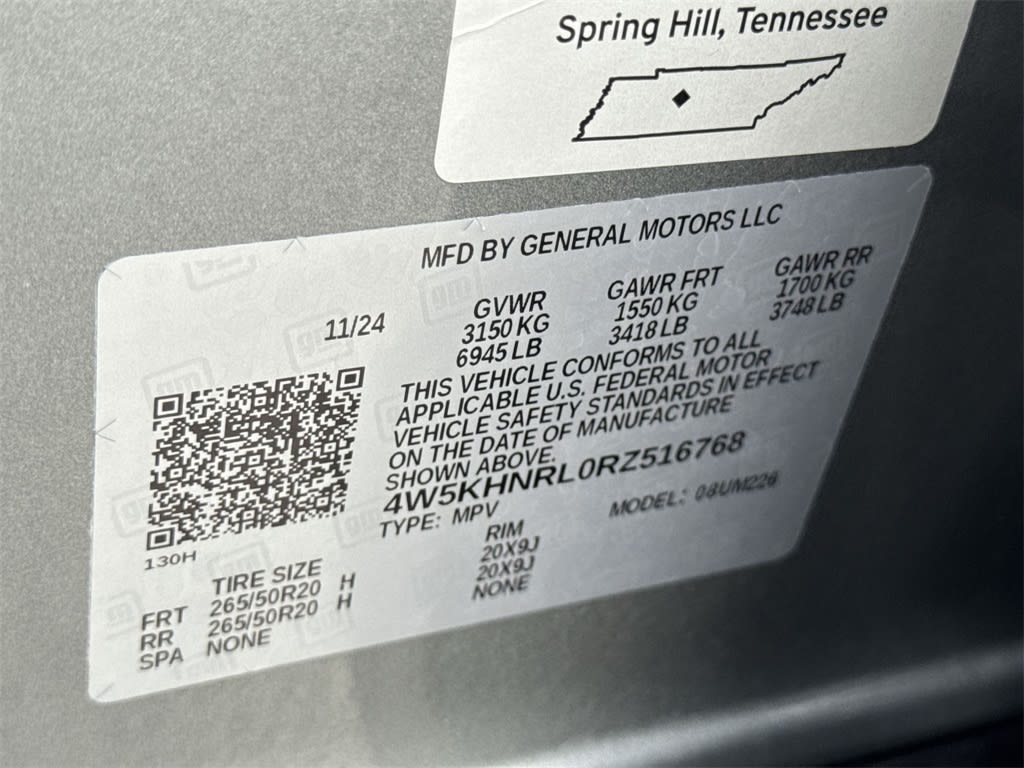 Spring Hill, Tennessee
MFD BY GENERAL MOTORS LLC
11/24 GVWR GAWR FRT GAWR RR
3150 KG 1550 KG 1700 KG
6945 LB 3418 LB 3748 LB
THIS VEHICLE CONFORMS TO ALL
APPLICABLE U.S. FEDERAL MOTOR
VEHICLE SAFETY STANDARDS IN EFFECT
ON THE DATE OF MANUFACTURE
SHOWN ABOVE.
4W5KHNRL0RZ516768
TYPE: MPV MODEL: 08UM226
130H
TIRE SIZE RIM
FRT 265/50R20 H 20X9J
RR 265/50R20 H 20X9J
SPA NONE NONE